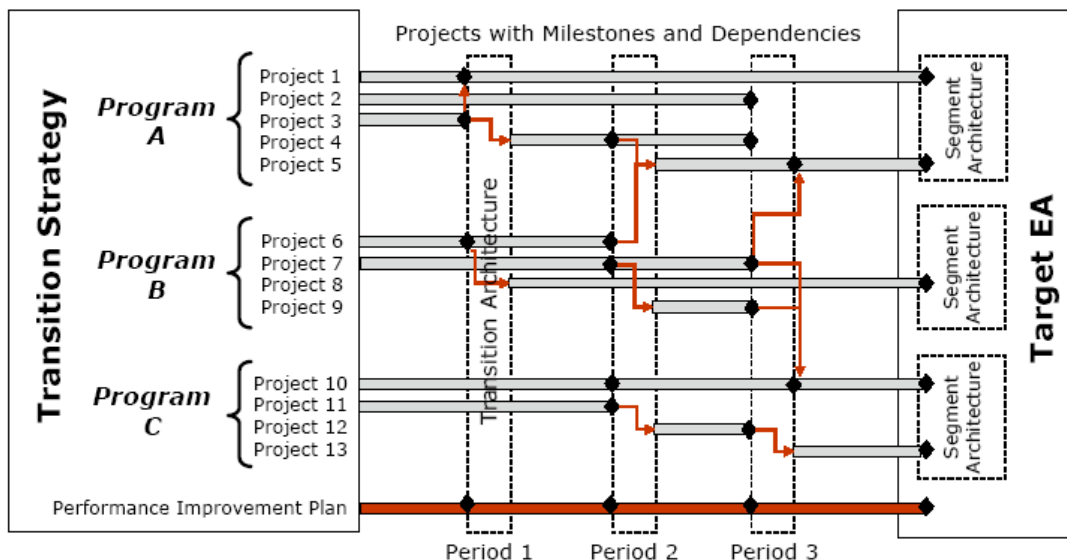 Transition Strategy
Projects with Milestones and Dependencies
Program
A
Project 1
Project 2
Project 3
Project 4
Project 5
Program
B
Project 6
Project 7
Project 8
Project 9
Program
C
Project 10
Project 11
Project 12
Project 13
Performance Improvement Plan
Transition Architecture
Period 1
Period 2
Period 3
Segment
Architecture
Segment
Architecture
Segment
Architecture
Target EA